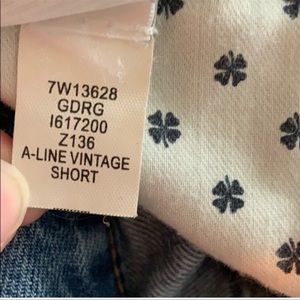 7W13628
GDRG
I617200
Z136
A-LINE VINTAGE
SHORT